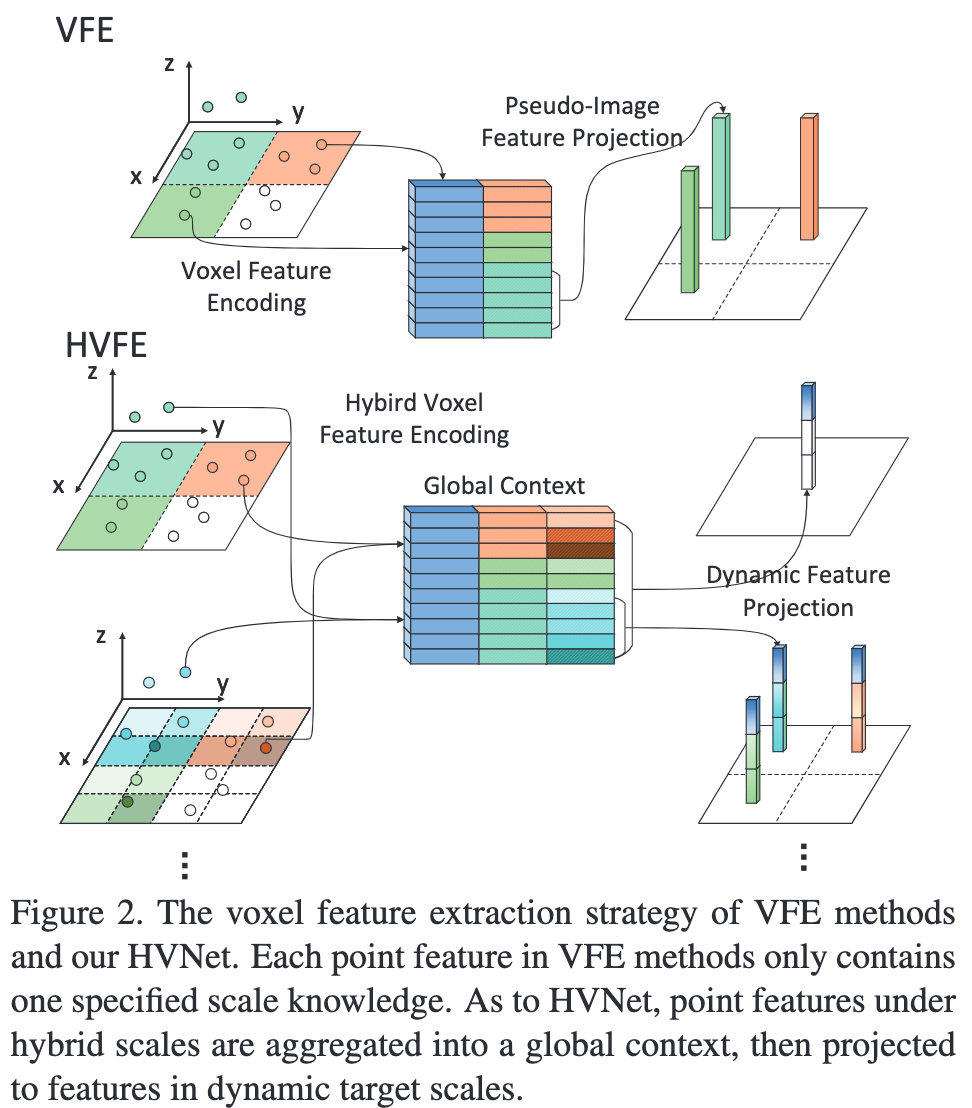 VFE
z
y
x
Pseudo-Image
Feature Projection
Voxel Feature
Encoding
HVFE
z
y
x
Hybird Voxel
Feature Encoding
Global Context
Dynamic Feature
Projection
z
y
x
Figure 2. The voxel feature extraction strategy of VFE methods
and our HVNet. Each point feature in VFE methods only contains
one specified scale knowledge. As to HVNet, point features under
hybrid scales are aggregated into a global context, then projected
to features in dynamic target scales.